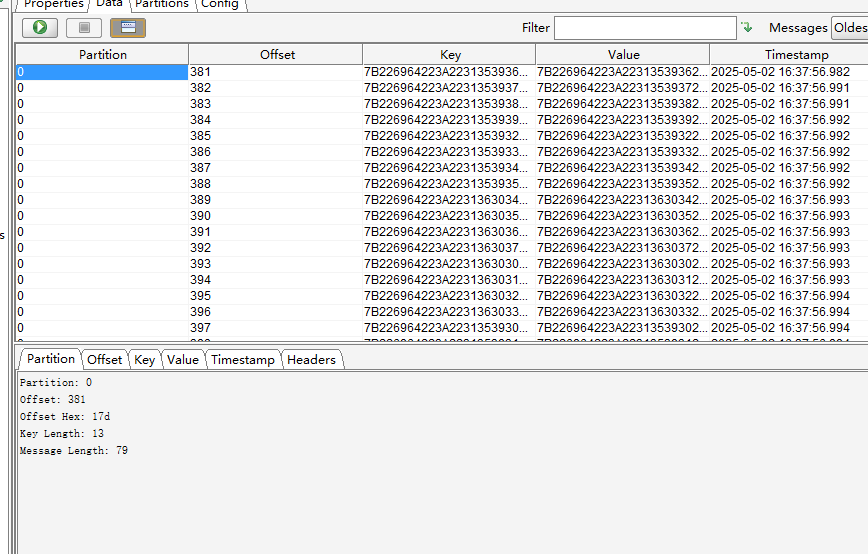 Properties Data Partitions Config
Filter Messages Oldes
Partition Offset Key Value Timestamp
0 381 7B226964223A2231353936... 7B226964223A22313539362... 2025-05-02 16:37:56.982
0 382 7B226964223A2231353937... 7B226964223A22313539372... 2025-05-02 16:37:56.991
0 383 7B226964223A2231353938... 7B226964223A22313539382... 2025-05-02 16:37:56.991
0 384 7B226964223A2231353939... 7B226964223A22313539392... 2025-05-02 16:37:56.992
0 385 7B226964223A2231353932... 7B226964223A22313539322... 2025-05-02 16:37:56.992
0 386 7B226964223A2231353933... 7B226964223A22313539332... 2025-05-02 16:37:56.992
0 387 7B226964223A2231353934... 7B226964223A22313539342... 2025-05-02 16:37:56.992
0 388 7B226964223A2231353935... 7B226964223A22313539352... 2025-05-02 16:37:56.992
0 389 7B226964223A2231363034... 7B226964223A22313630342... 2025-05-02 16:37:56.993
0 390 7B226964223A2231363035... 7B226964223A22313630352... 2025-05-02 16:37:56.993
0 391 7B226964223A2231363036... 7B226964223A22313630362... 2025-05-02 16:37:56.993
0 392 7B226964223A2231363037... 7B226964223A22313630372... 2025-05-02 16:37:56.993
0 393 7B226964223A2231363030... 7B226964223A22313630302... 2025-05-02 16:37:56.993
0 394 7B226964223A2231363031... 7B226964223A22313630312... 2025-05-02 16:37:56.993
0 395 7B226964223A2231363032... 7B226964223A22313630322... 2025-05-02 16:37:56.994
0 396 7B226964223A2231363033... 7B226964223A22313630332... 2025-05-02 16:37:56.994
0 397 7B226964223A2231353930... 7B226964223A22313539302... 2025-05-02 16:37:56.994
s
Partition Offset Key Value Timestamp Headers
Partition: 0
Offset: 381
Offset Hex: 17d
Key Length: 13
Message Length: 79